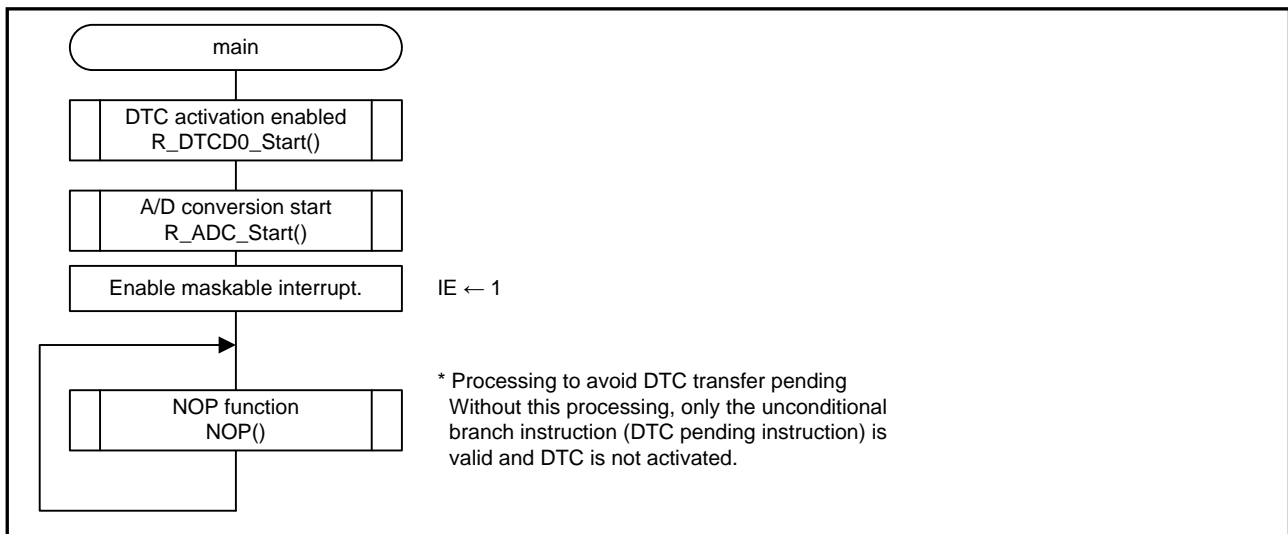 main
DTC activation enabled
R_DTCD0_Start()
A/D conversion start
R_ADC_Start()
Enable maskable interrupt.
IE ← 1
NOP function
NOP()
* Processing to avoid DTC transfer pending
Without this processing, only the unconditional
branch instruction (DTC pending instruction) is
valid and DTC is not activated.